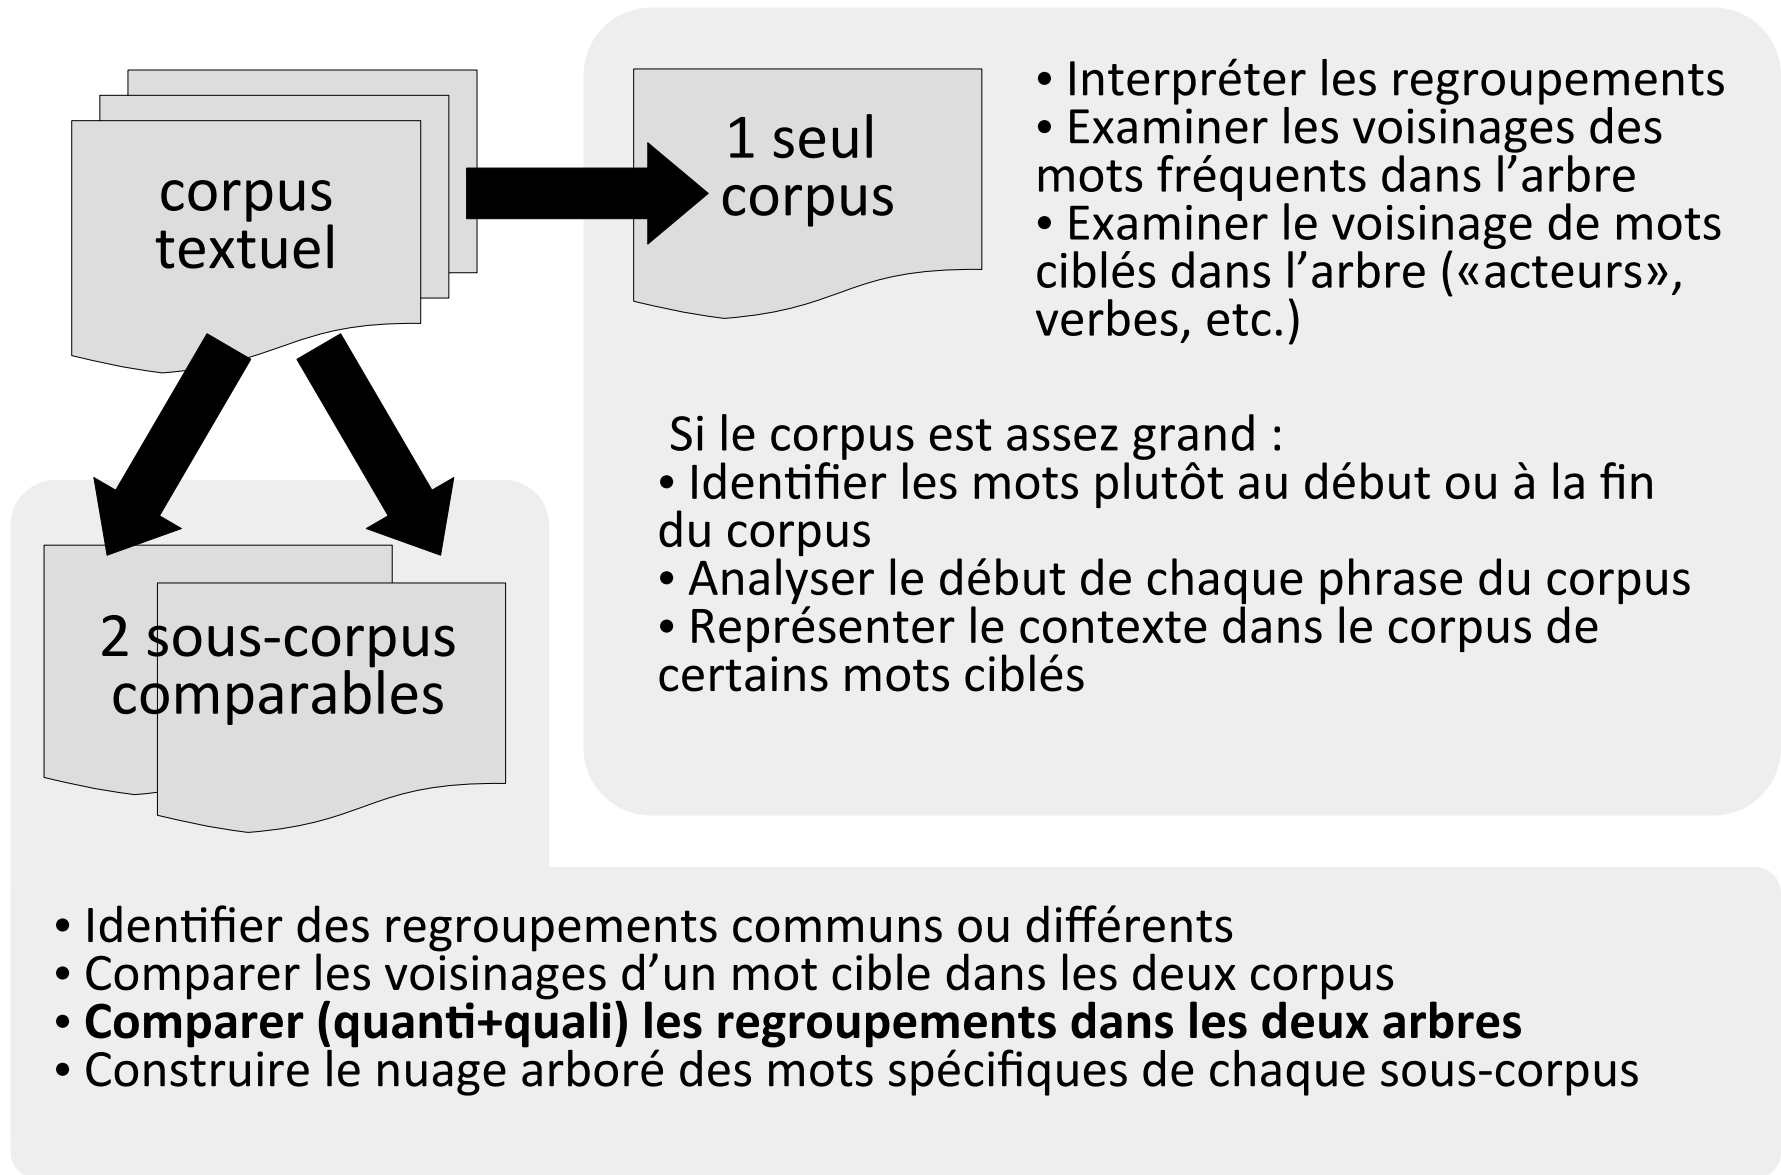 corpus
textuel
1 seul
corpus
• Interpréter les regroupements
• Examiner les voisinages des
mots fréquents dans l’arbre
• Examiner le voisinage de mots
ciblés dans l’arbre («acteurs»,
verbes, etc.)
Si le corpus est assez grand :
• Identifier les mots plutôt au début ou à la fin
du corpus
• Analyser le début de chaque phrase du corpus
• Représenter le contexte dans le corpus de
certains mots ciblés
2 sous-corpus
comparables
• Identifier des regroupements communs ou différents
• Comparer les voisinages d’un mot cible dans les deux corpus
• Comparer (quanti+quali) les regroupements dans les deux arbres
• Construire le nuage arboré des mots spécifiques de chaque sous-corpus